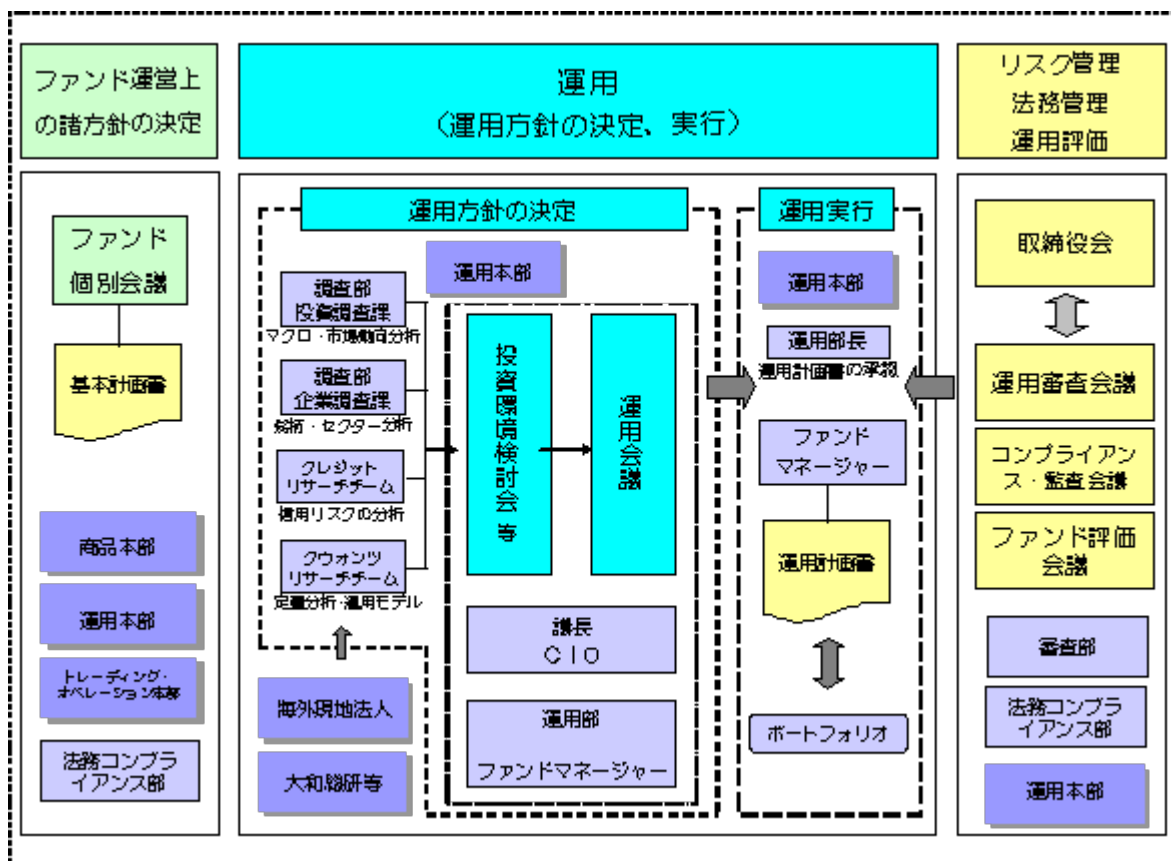 ファンド運営上
の諸方針の決定
運用
（運用方針の決定、実行）
リスク管理
法務管理
運用評価
ファンド
個別会議
基本計画書
商品本部
運用本部
トレーディング・
オペレーション本部
法務コンプラ
イアンス部
運用方針の決定
運用本部
調査部
投資調査課
マクロ・市場動向分析
調査部
企業調査課
銘柄・セクター分析
クレジット
リサーチチーム
信用リスクの分析
クウォンツ
リサーチチーム
定量分析・運用モデル
海外現地法人
大和総研等
投資環境検討会 等
運用会議
議長
ＣＩＯ
運用部
ファンドマネージャー
運用実行
運用本部
運用部長
運用計画書の承認
ファンド
マネージャー
運用計画書
ポートフォリオ
取締役会
運用審査会議
コンプライアン
ス・監査会議
ファンド評価
会議
審査部
法務コンプラ
イアンス部
運用本部